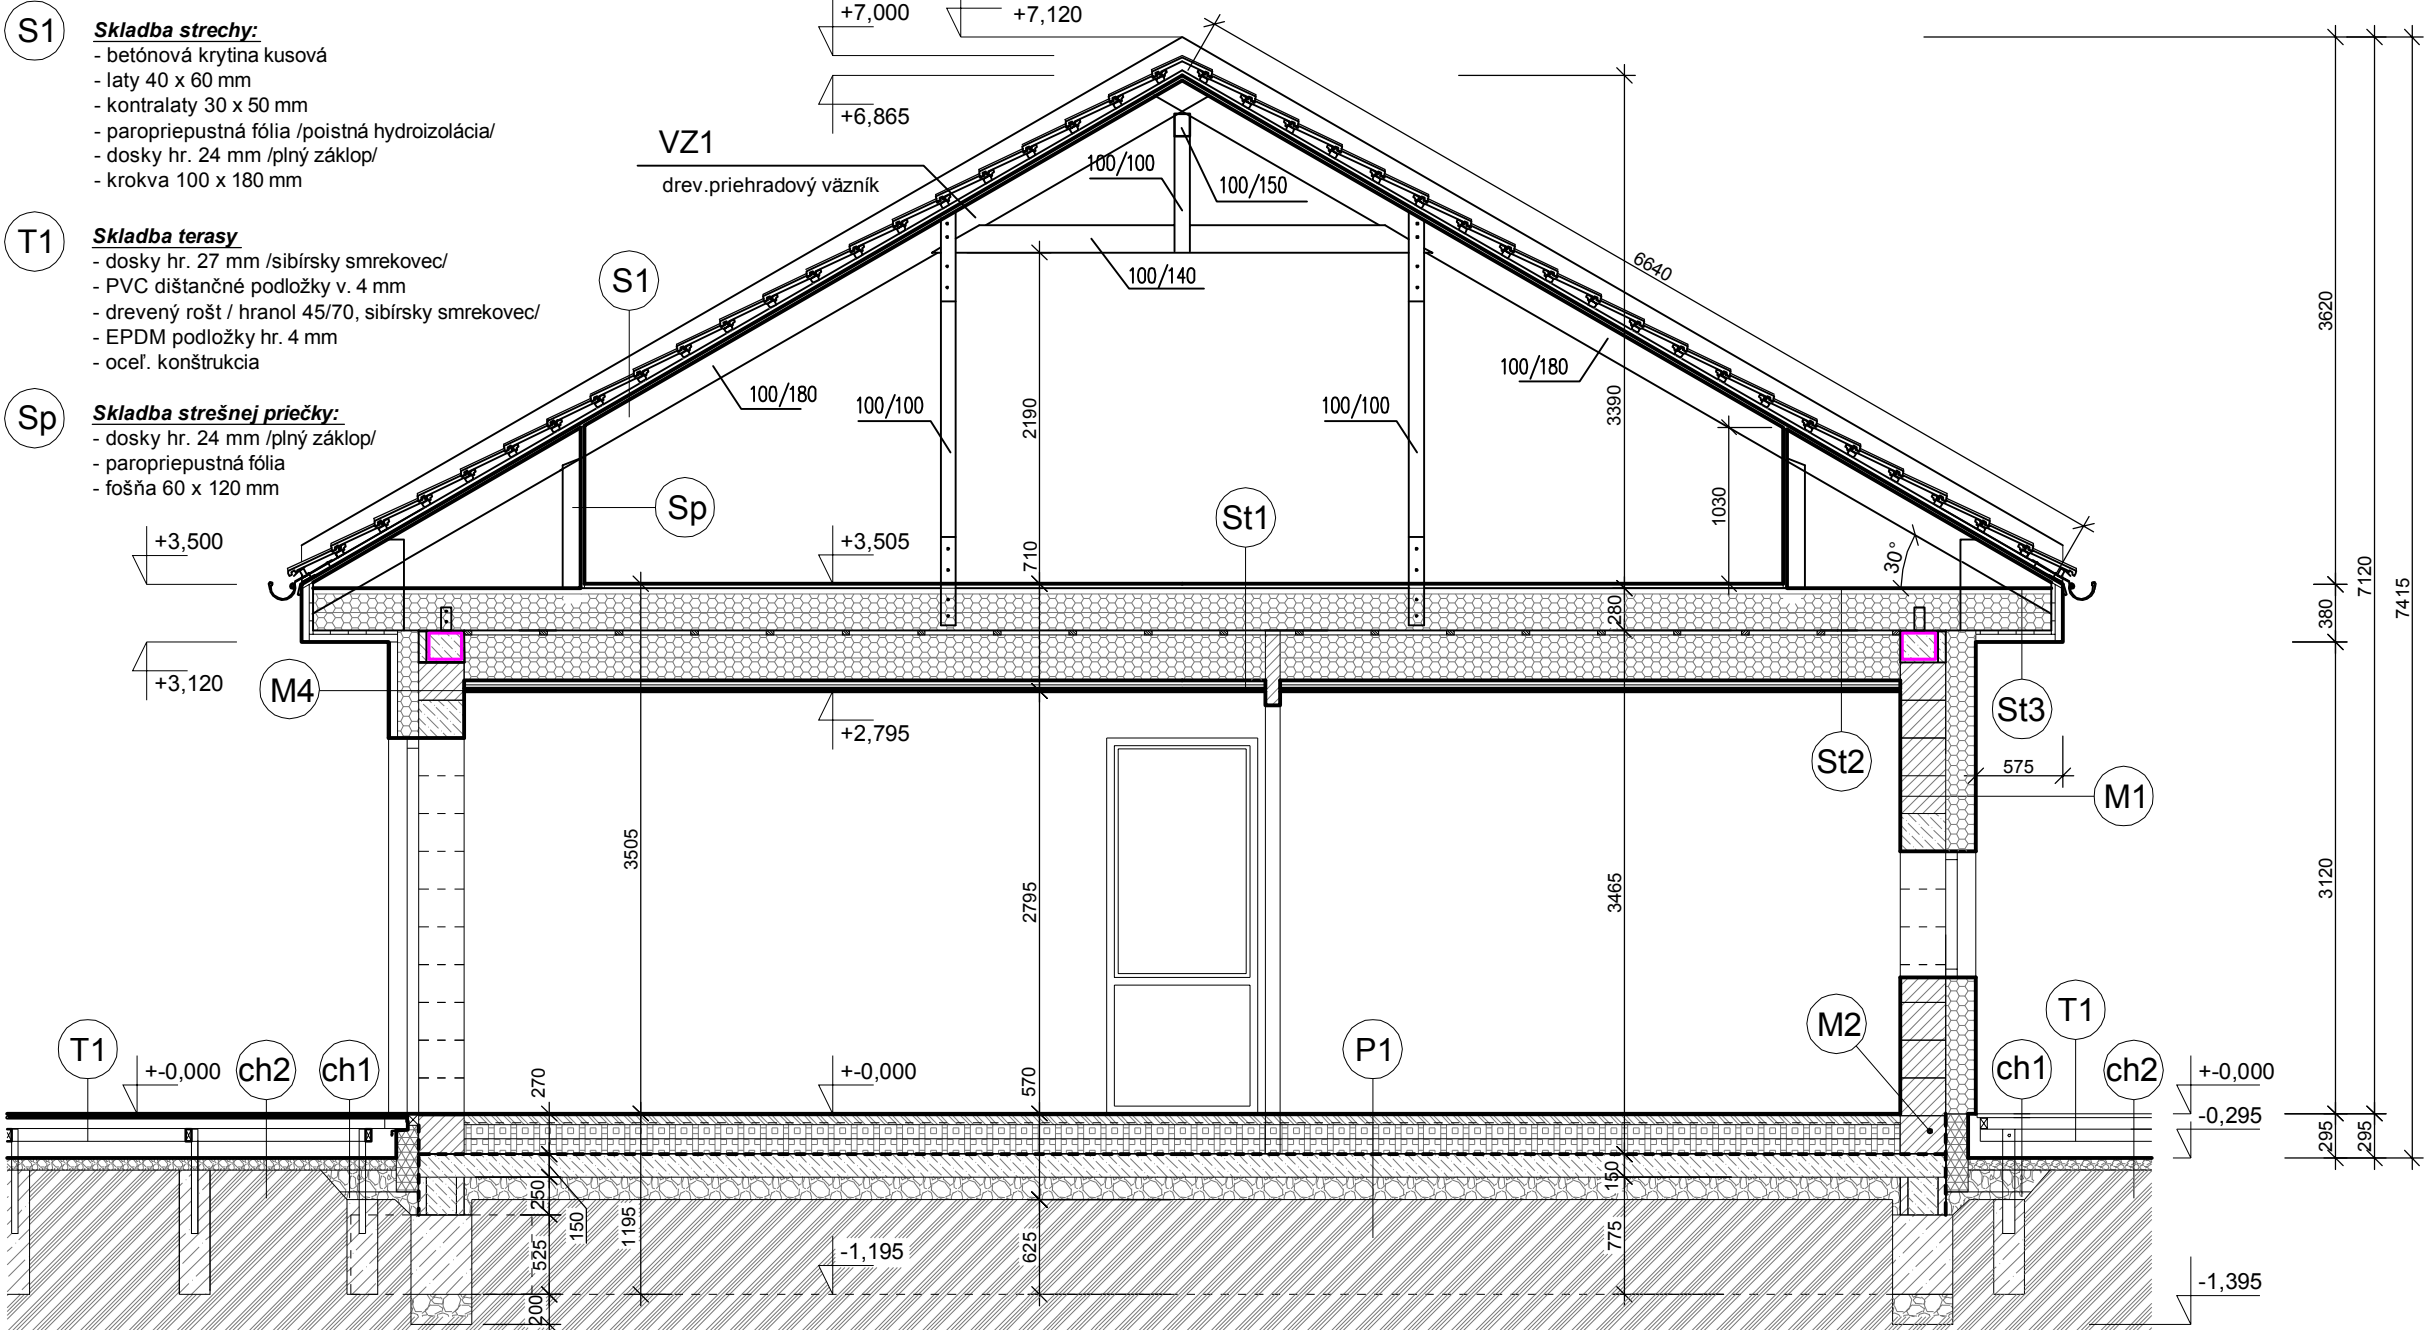 S1
Skladba strechy:
- betónová krytina kusová
- laty 40 x 60 mm
- kontralaty 30 x 50 mm
- paropriepustná fólia /poistná hydroizolácia/
- dosky hr. 24 mm /plný záklop/
- krokva 100 x 180 mm
T1
Skladba terasy
- dosky hr. 27 mm /sibírsky smrekovec/
- PVC dištančné podložky v. 4 mm
- drevený rošt / hranol 45/70, sibírsky smrekovec/
- EPDM podložky hr. 4 mm
- oceľ. konštrukcia
Sp
Skladba strešnej priečky:
- dosky hr. 24 mm /plný záklop/
- paropriepustná fólia
- fošňa 60 x 120 mm
+7,000
+7,120
+6,865
VZ1
drev.priehradový väzník
100/100
100/150
100/140
S1
6640
100/180
100/180
100/100
100/100
2190
3390
3620
1030
Sp
St1
+3,500
+3,505
710
30°
280
380
7120
7415
+3,120
M4
+2,795
St3
St2
575
M1
3505
2795
3465
3120
M2
T1
T1
ch2
ch1
+-0,000
+-0,000
P1
ch1
ch2
+-0,000
-0,295
270
570
295
295
150
250
150
1195
525
625
775
-1,195
-1,395
200